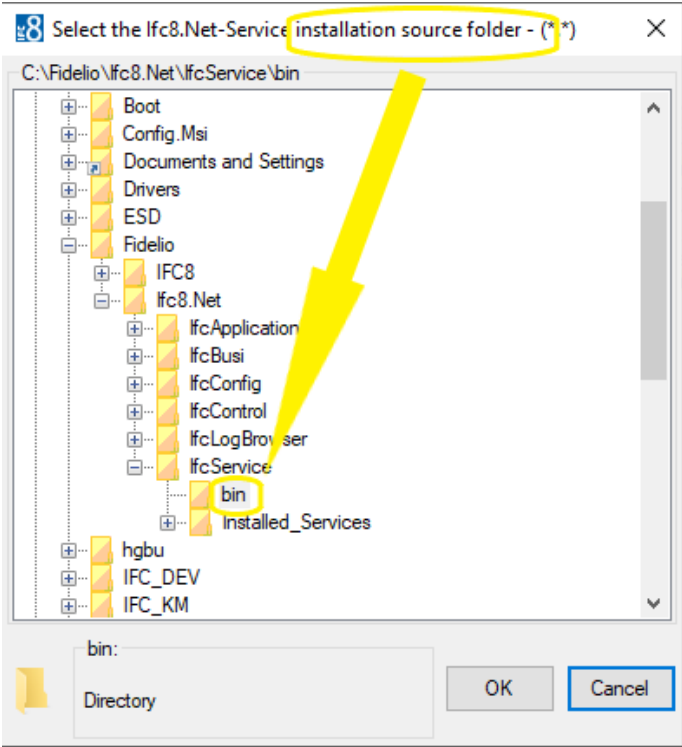 Select the Ifc8.Net-Service installation source folder - (*.*)
C:\Fidelio\Ifc8.Net\IfcService\bin
Boot
Config.Msi
Documents and Settings
Drivers
ESD
Fidelio
IFC8
Ifc8.Net
IfcApplication
IfcBusi
IfcConfig
IfcControl
IfcLogBrowser
IfcService
bin
Installed_Services
hgbu
IFC_DEV
IFC_KM
bin:
Directory
OK
Cancel